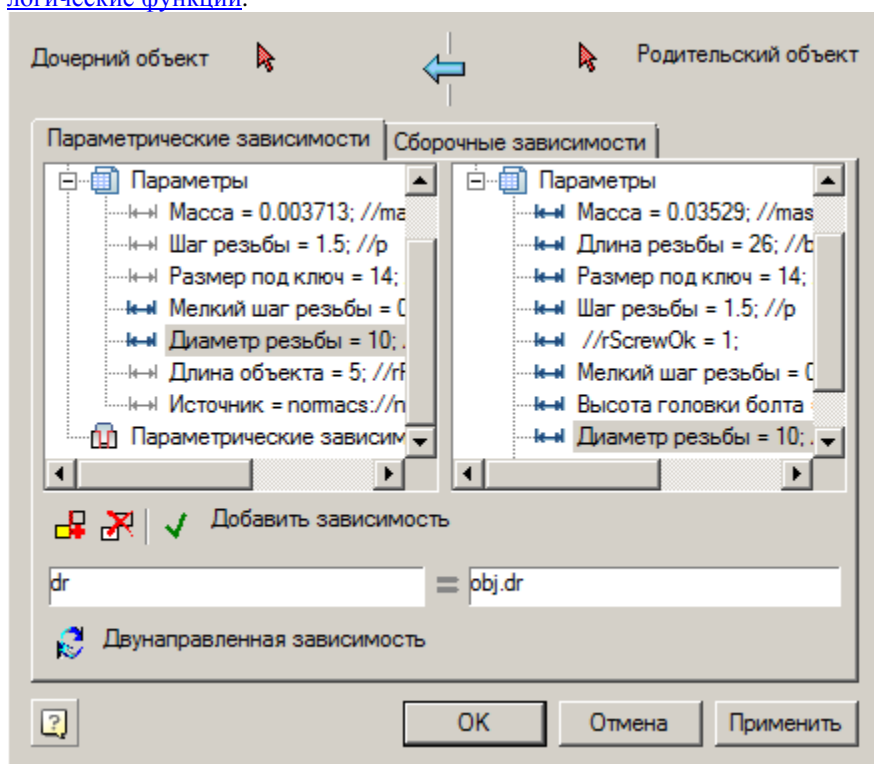 логические функции.
Дочерний объект
Родительский объект
Параметрические зависимости
Сборочные зависимости
Параметры
Масса = 0.003713; //ma
Шаг резьбы = 1.5; //p
Размер под ключ = 14;
Мелкий шаг резьбы = 0
Диаметр резьбы = 10; .
Длина объекта = 5; //rF
Источник = normacs://n
Параметрические зависим
Параметры
Масса = 0.03529; //mas
Длина резьбы = 26; //b
Размер под ключ = 14;
Шаг резьбы = 1.5; //p
//rScrewOk = 1;
Мелкий шаг резьбы = 0
Высота головки болта
Диаметр резьбы = 10; .
Добавить зависимость
dr = obj.dr
Двунаправленная зависимость
?
OK
Отмена
Применить